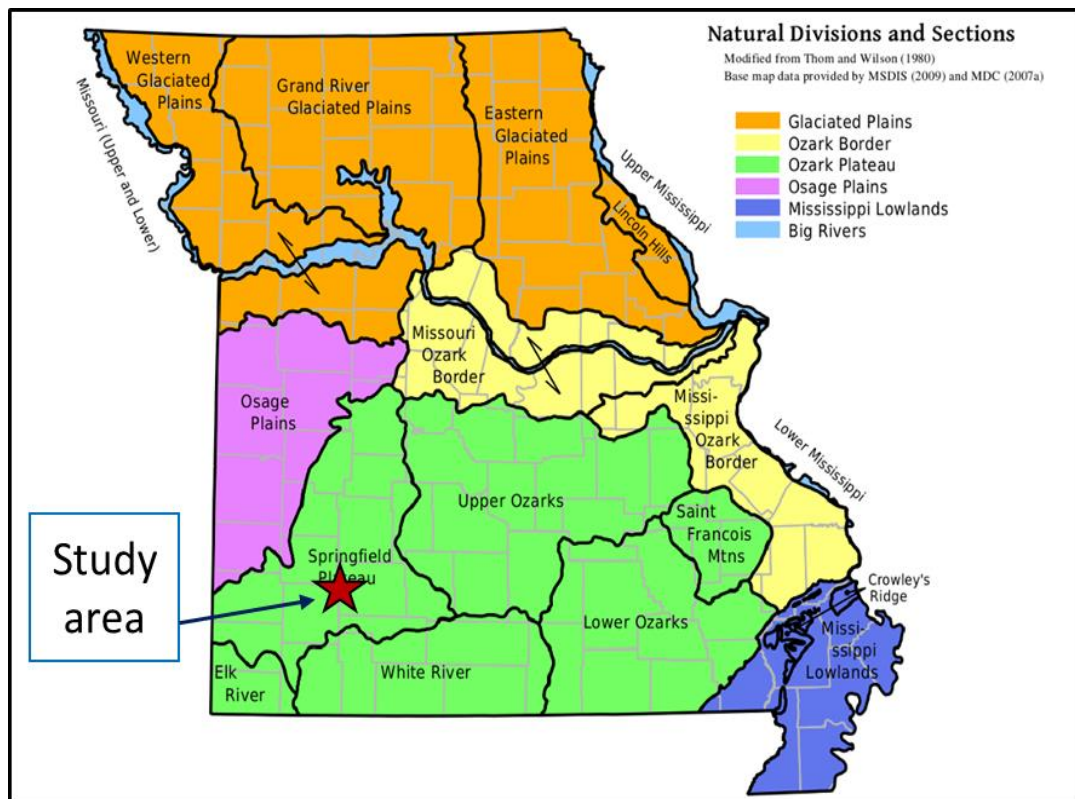 Natural Divisions and Sections
Modified from Thom and Wilson (1980)
Base map data provided by MSDIS (2009) and MDC (2007a)
Glaciated Plains
Ozark Border
Ozark Plateau
Osage Plains
Mississippi Lowlands
Big Rivers
Western
Glaciated
Plains
Grand River
Glaciated Plains
Eastern
Glaciated
Plains
Missouri (Upper and Lower)
Upper Mississippi
Lincoln Hills
Missouri
Ozark
Border
Missi-
ssippi
Ozark
Border
Lower Mississippi
Osage
Plains
Upper Ozarks
Saint
Francois
Mtns
Study
area
Springfield
Plateau
Crowley's
Ridge
Lower Ozarks
Missi-
ssippi
Lowlands
Elk
River
White River